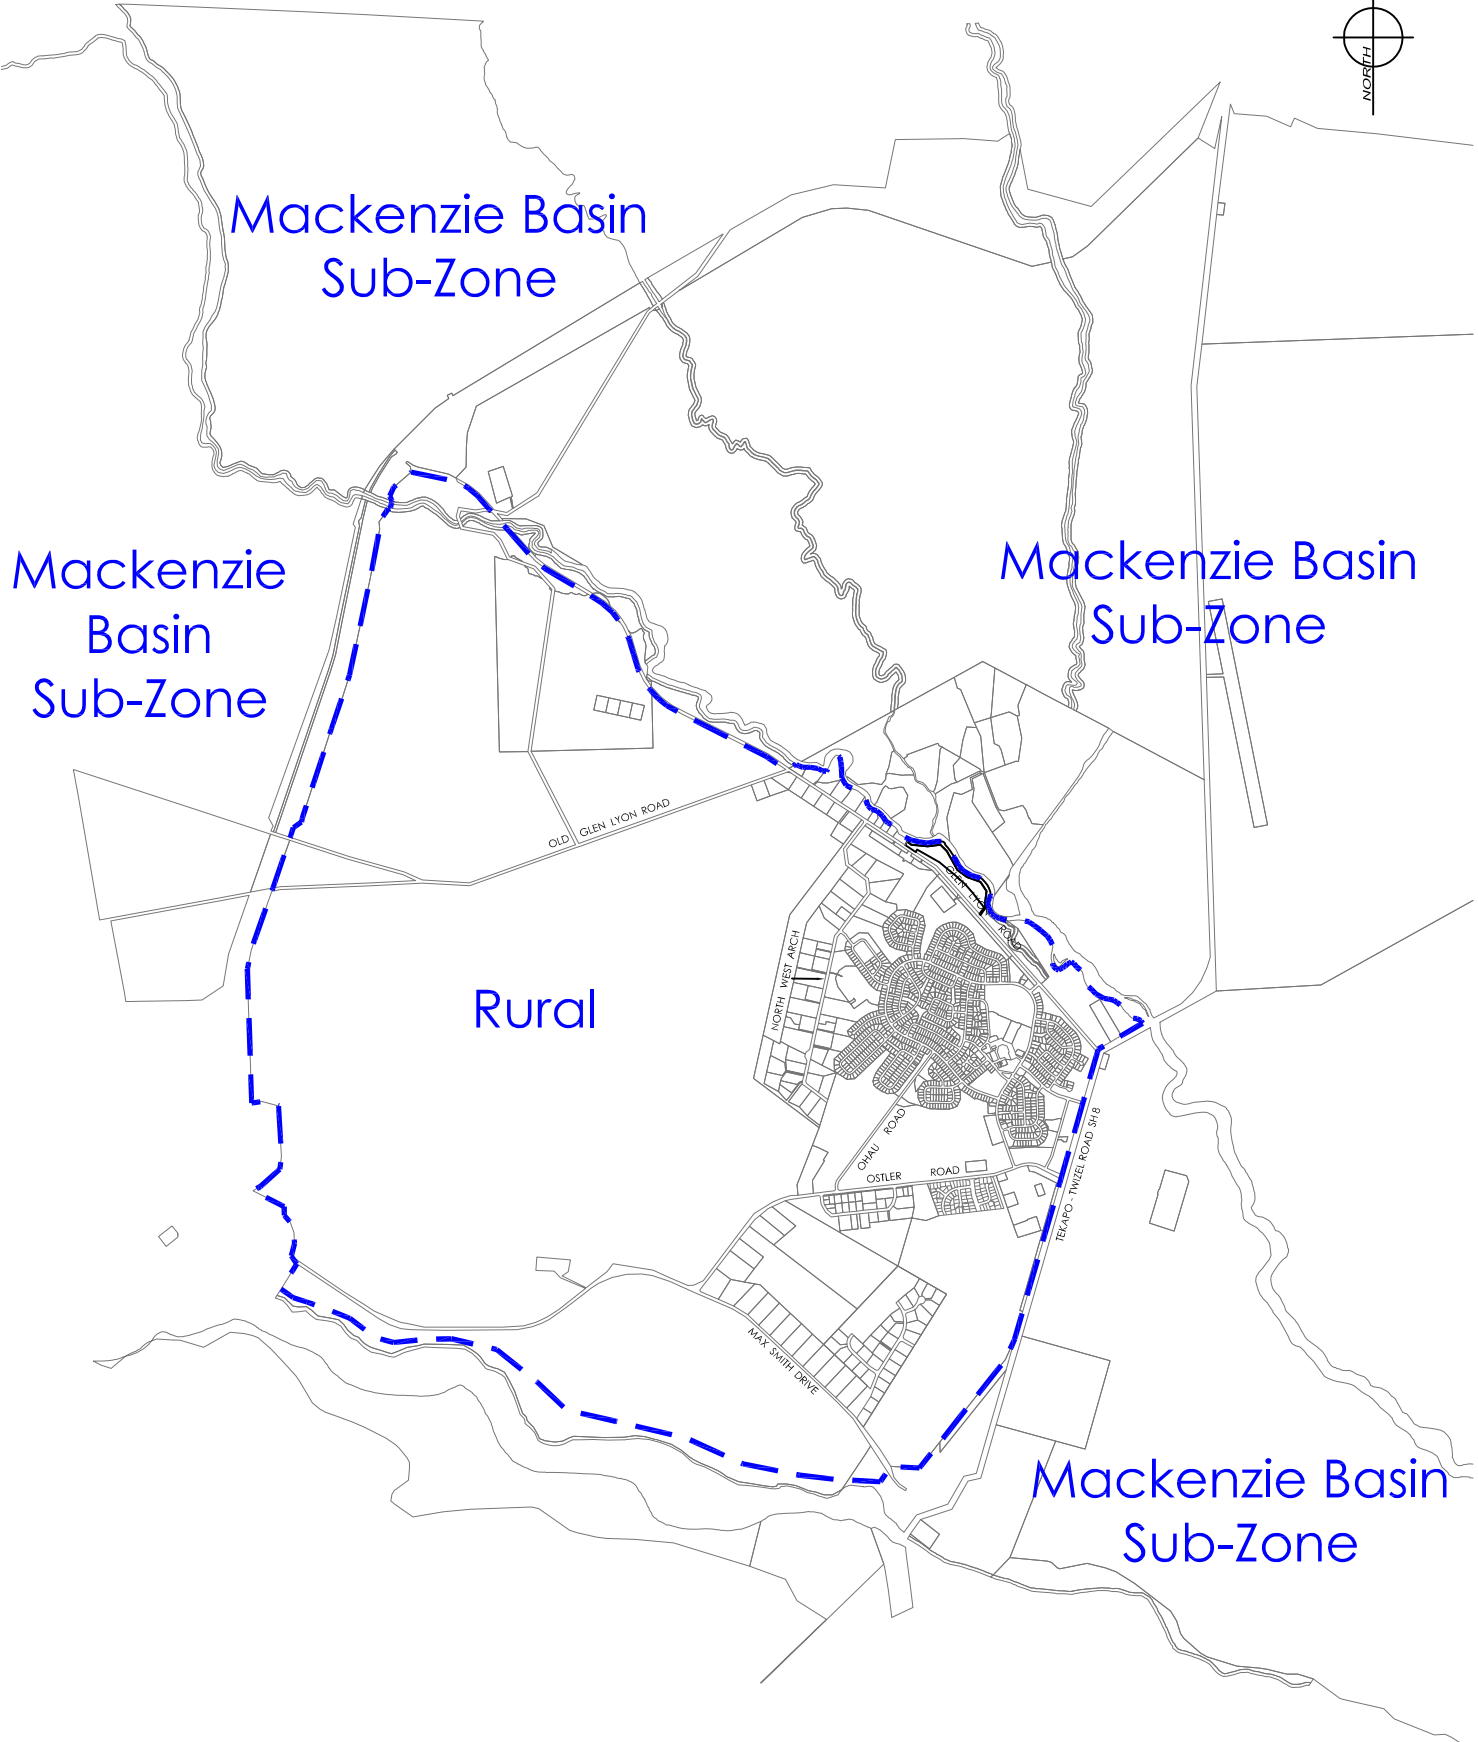 NORTH
Mackenzie Basin
Sub-Zone
Mackenzie
Basin
Sub-Zone
Mackenzie Basin
Sub-Zone
OLD GLEN LYON ROAD
GLEN LYON ROAD
NORTH WEST ARCH
Rural
OHAU ROAD
OSTLER ROAD
TEKAPO - TWIZEL ROAD SH 8
MAX SMITH DRIVE
Mackenzie Basin
Sub-Zone